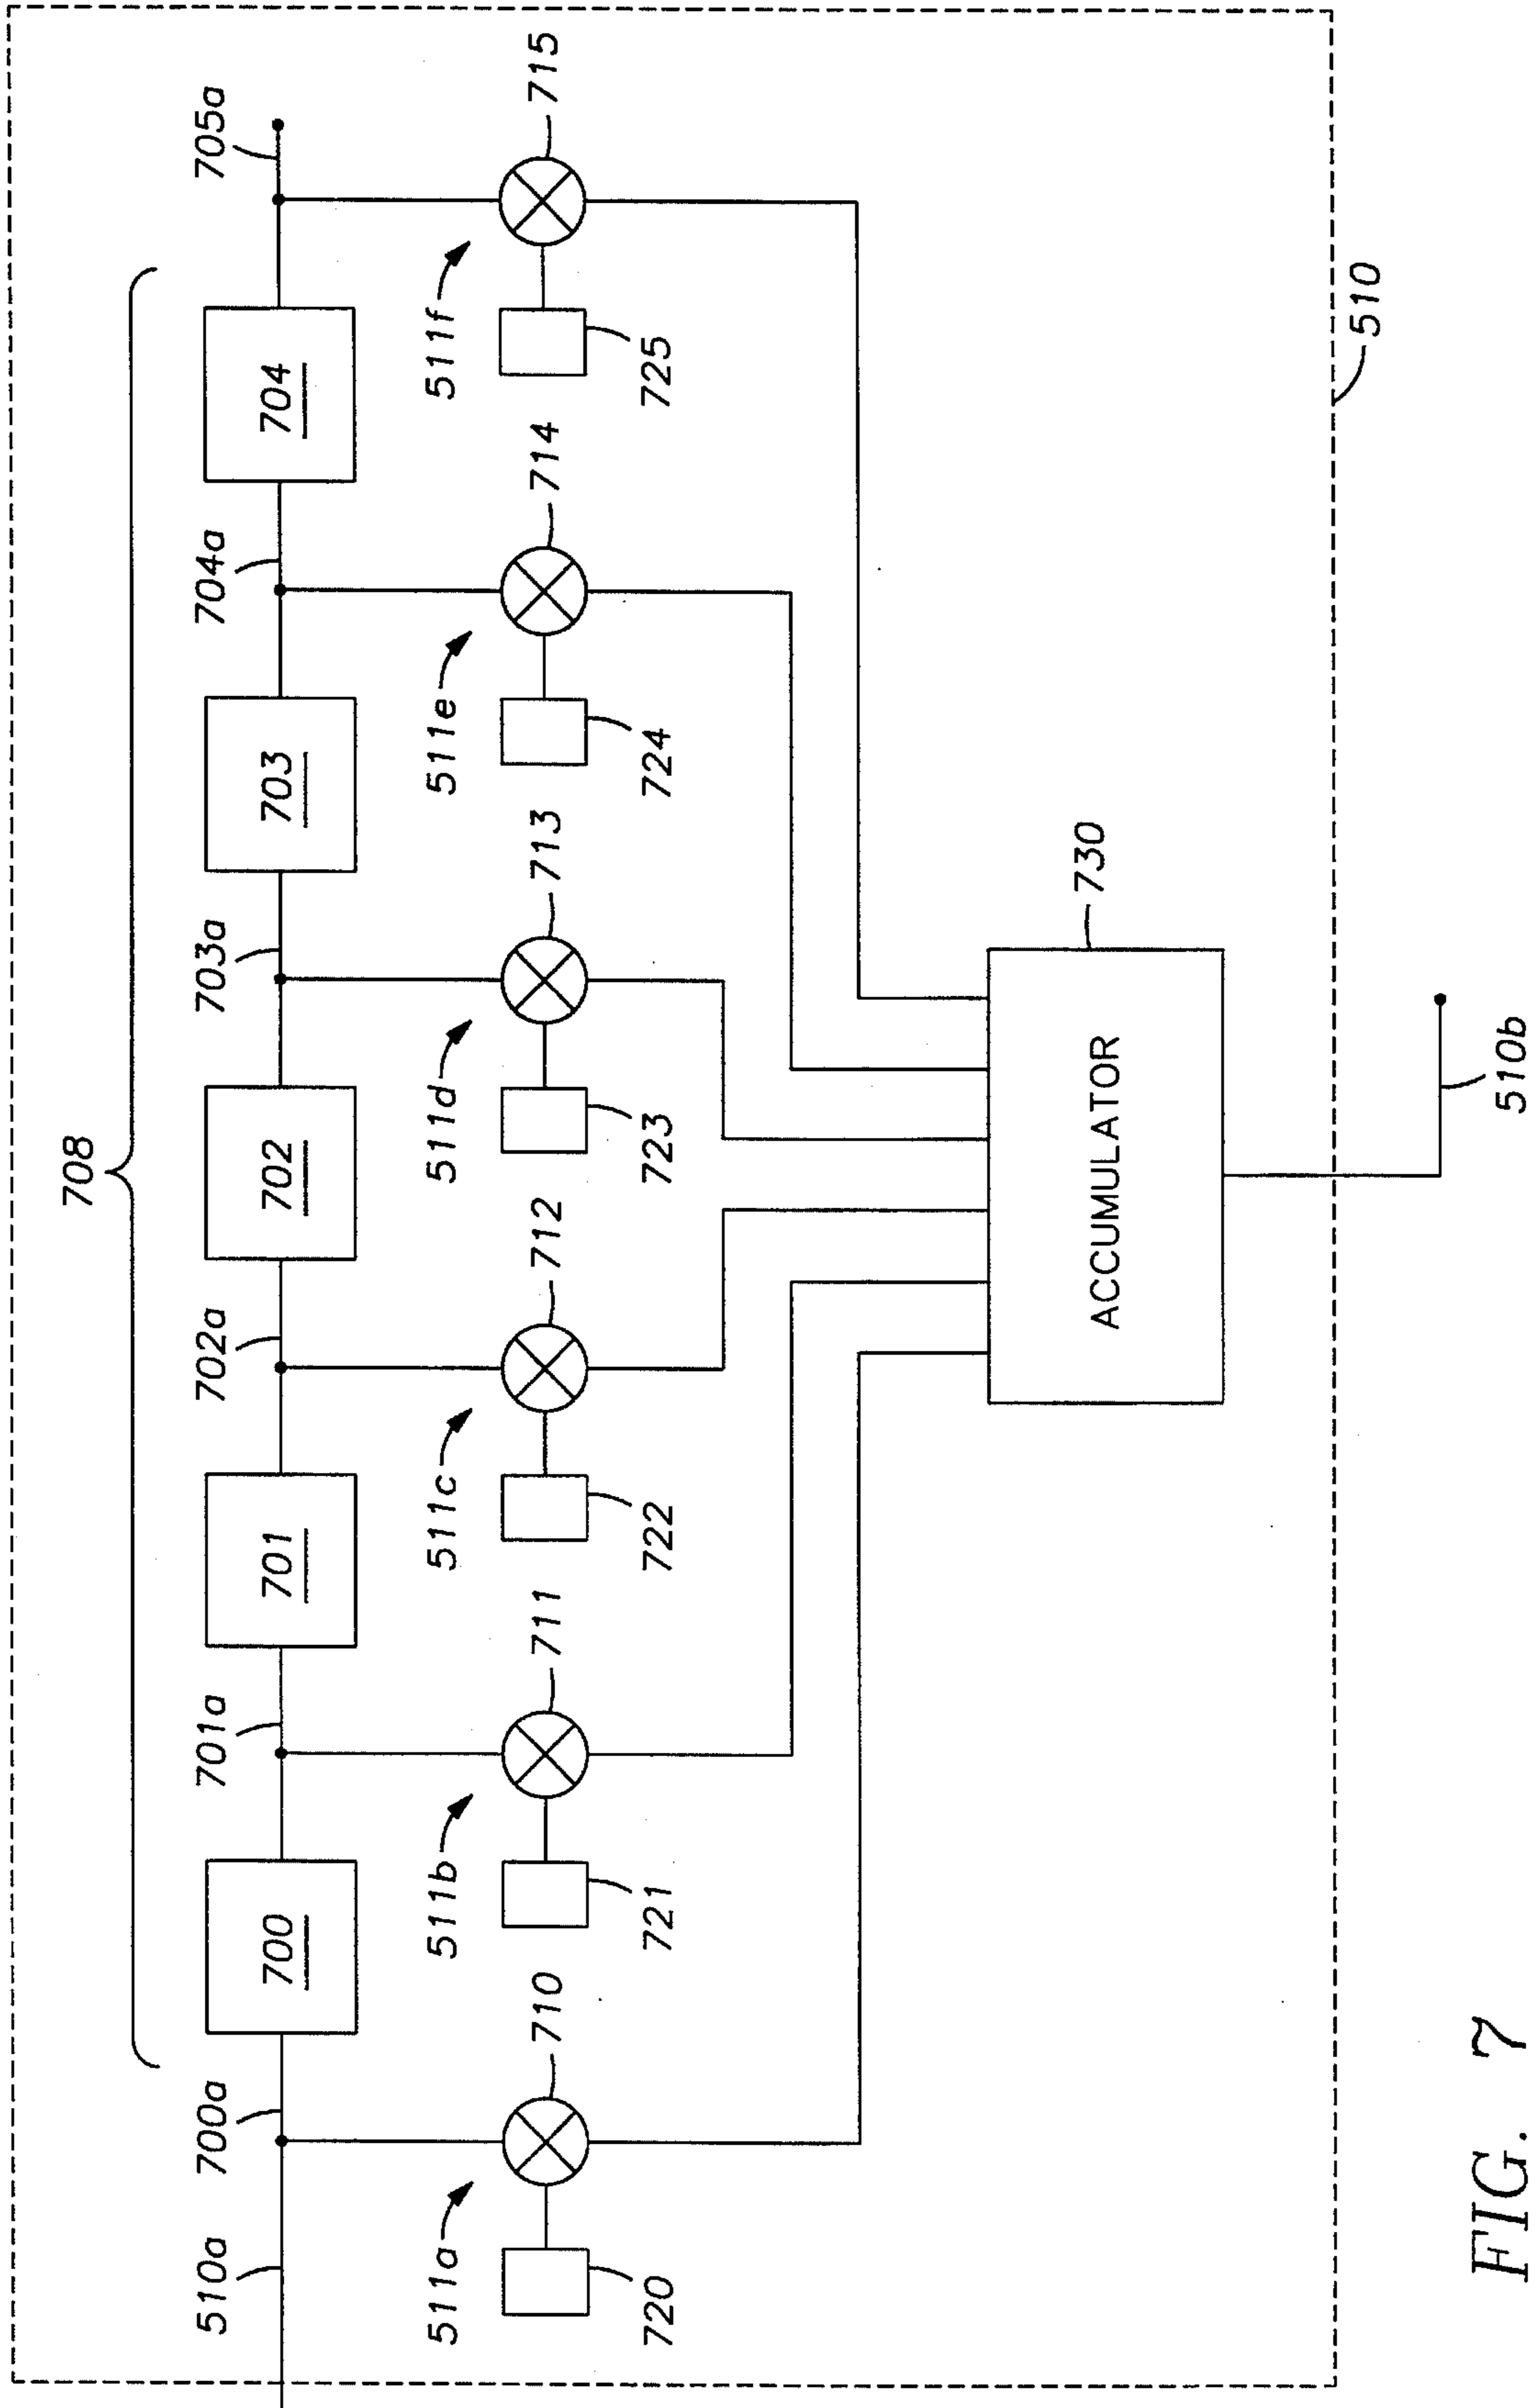 708
510a
700a
701a
702a
703a
704a
705a
700
701
702
703
704
511a
511b
511c
511d
511e
511f
710
711
712
713
714
715
720
721
722
723
724
725
ACCUMULATOR
730
510
510b
FIG. 7